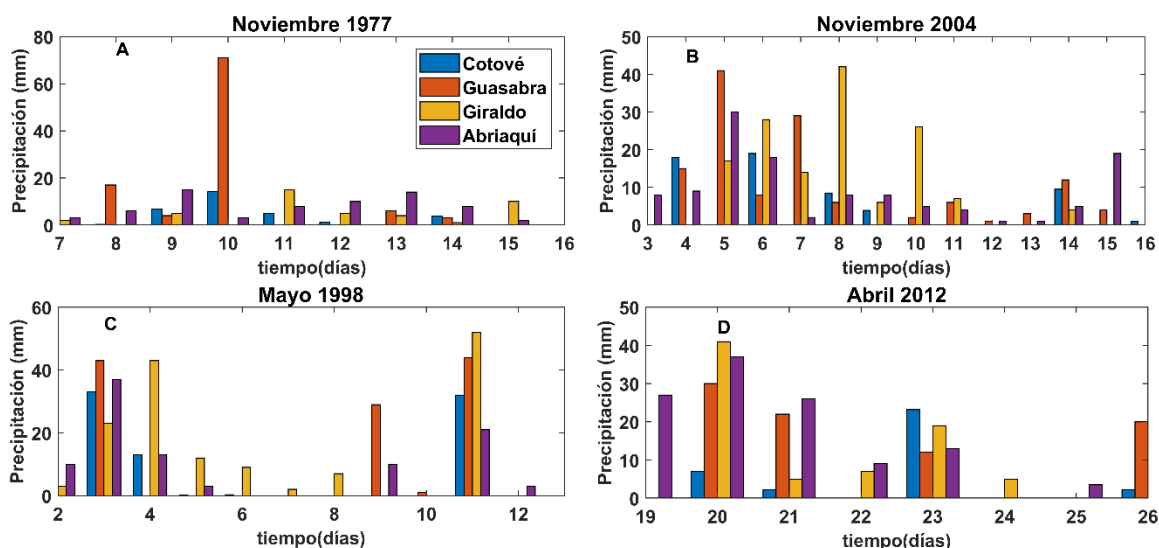 Noviembre 1977
A
Precipitación (mm)
80
60
40
20
0
Cotové
Guasabra
Giraldo
Abriaquí
7 8 9 10 11 12 13 14 15 16
tiempo(días)
Noviembre 2004
B
Precipitación (mm)
50
40
30
20
10
0
3 4 5 6 7 8 9 10 11 12 13 14 15 16
tiempo(días)
Mayo 1998
C
Precipitación (mm)
60
40
20
0
2 4 6 8 10 12
tiempo(días)
Abril 2012
D
Precipitación (mm)
50
40
30
20
10
0
19 20 21 22 23 24 25 26
tiempo(días)